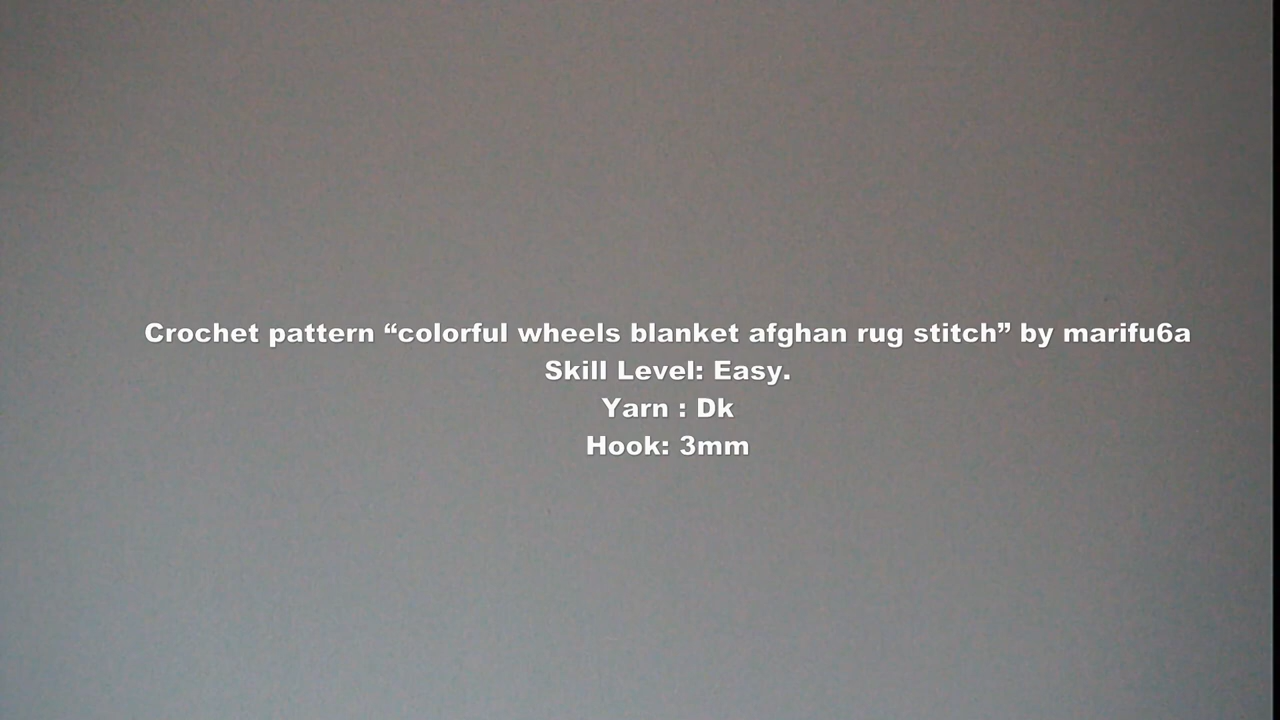 Crochet pattern “colorful wheels blanket afghan rug stitch” by marifu6a
Skill Level: Easy.
Yarn : Dk
Hook: 3mm